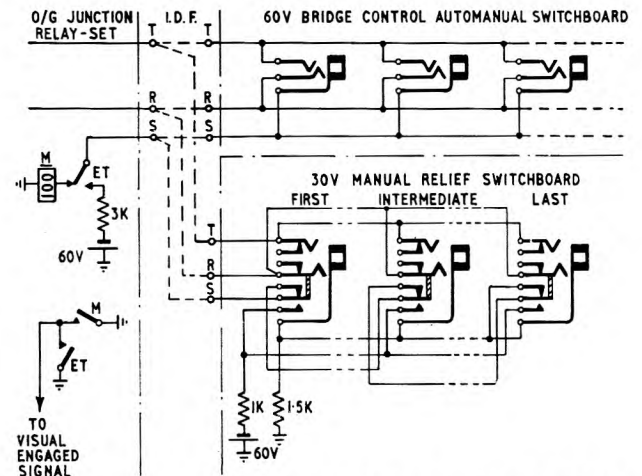 O/G JUNCTION
RELAY-SET
I.D.F.
60V BRIDGE CONTROL AUTOMANUAL SWITCHBOARD
T
T
R
R
S
S
M
100
ET
3K
60V
30V MANUAL RELIEF SWITCHBOARD
FIRST
INTERMEDIATE
LAST
T
R
S
M
ET
TO
VISUAL
ENGAGED
SIGNAL
1K
1·5K
60V